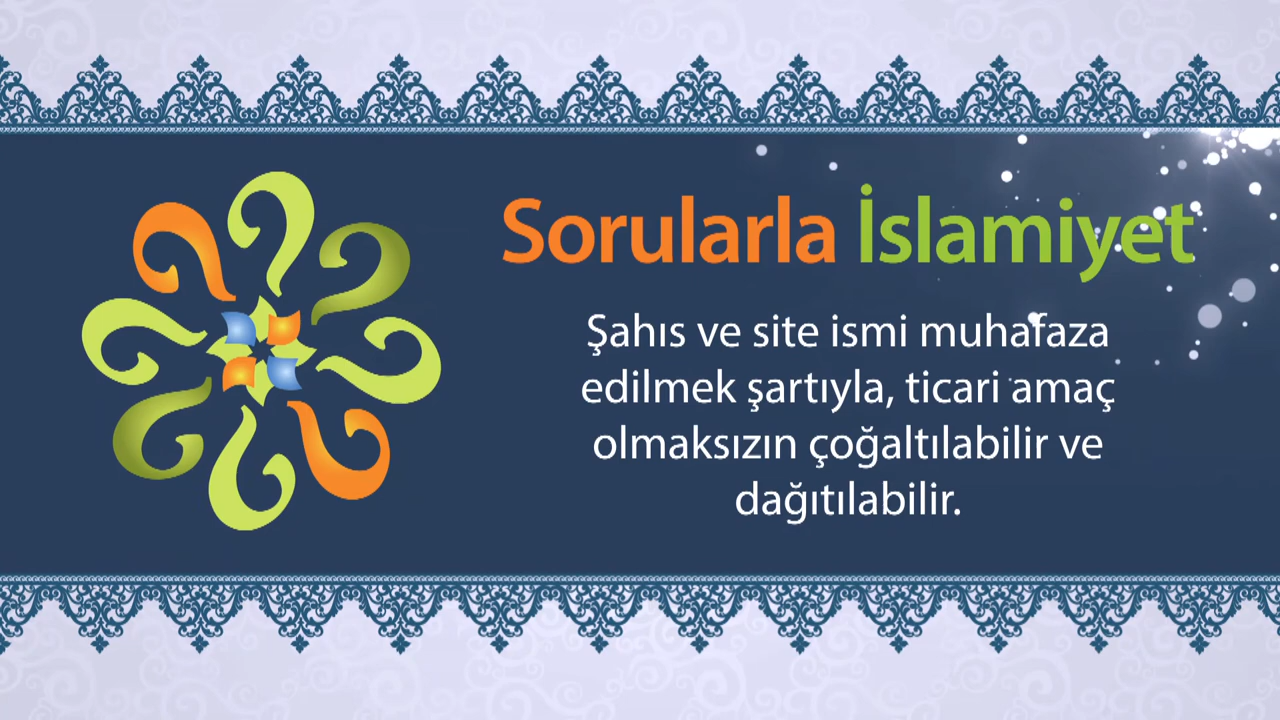 Sorularla İslamiyet
Şahıs ve site ismi muhafaza
edilmek şartıyla, ticari amaç
olmaksızın çoğaltılabilir ve
dağıtılabilir.